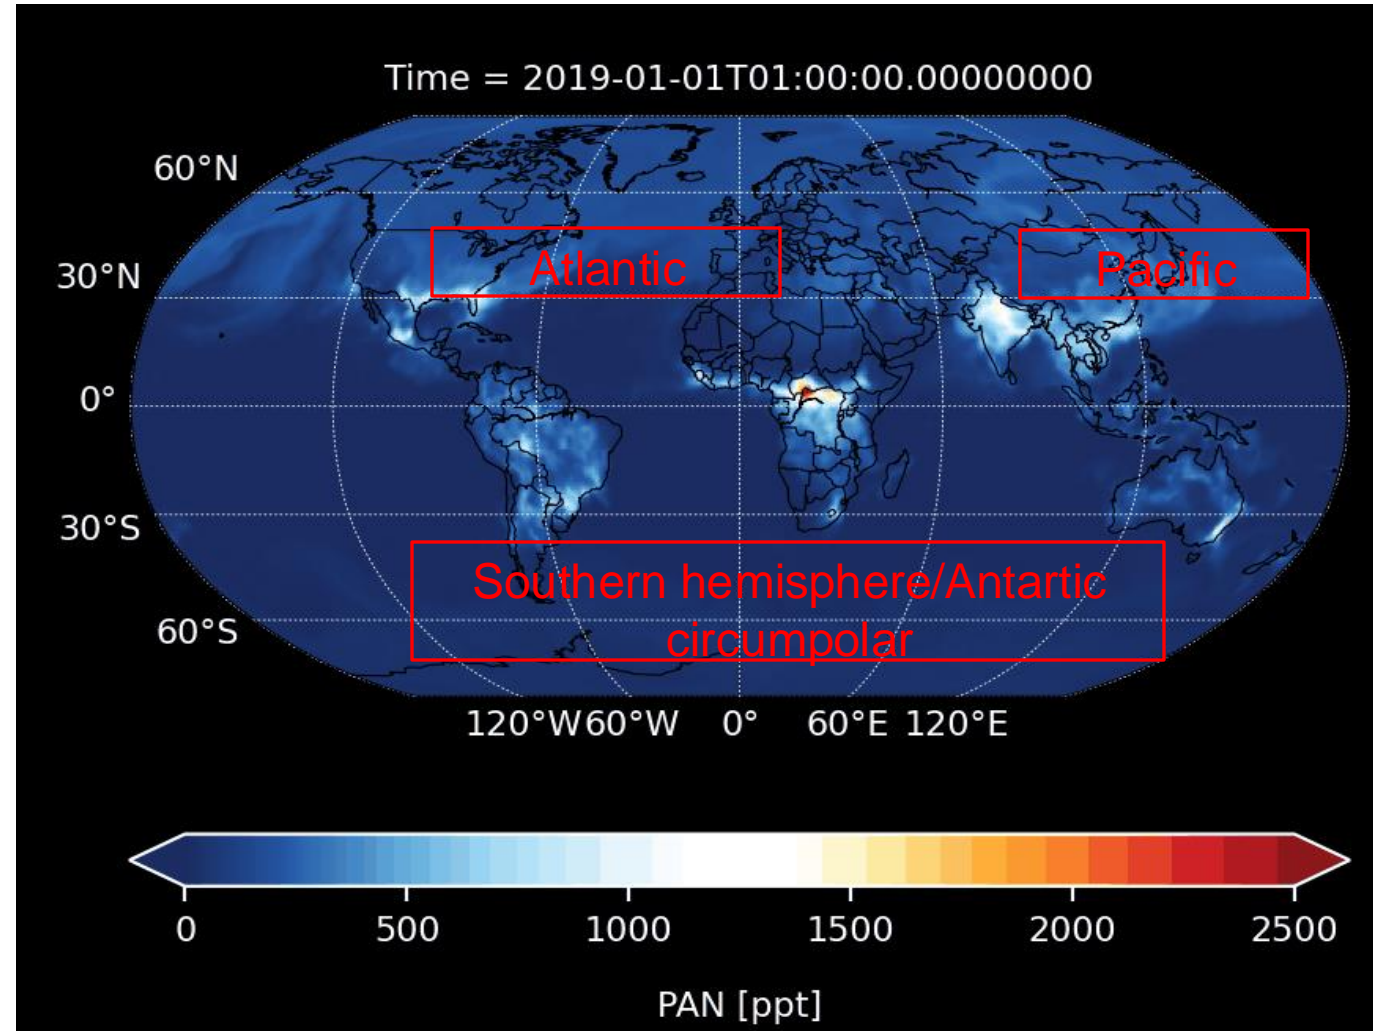 Time = 2019-01-01T01:00:00.00000000
60°N
30°N
0°
30°S
60°S
Atlantic
Pacific
Southern hemisphere/Antartic
circumpolar
120°W 60°W 0° 60°E 120°E
0 500 1000 1500 2000 2500
PAN [ppt]